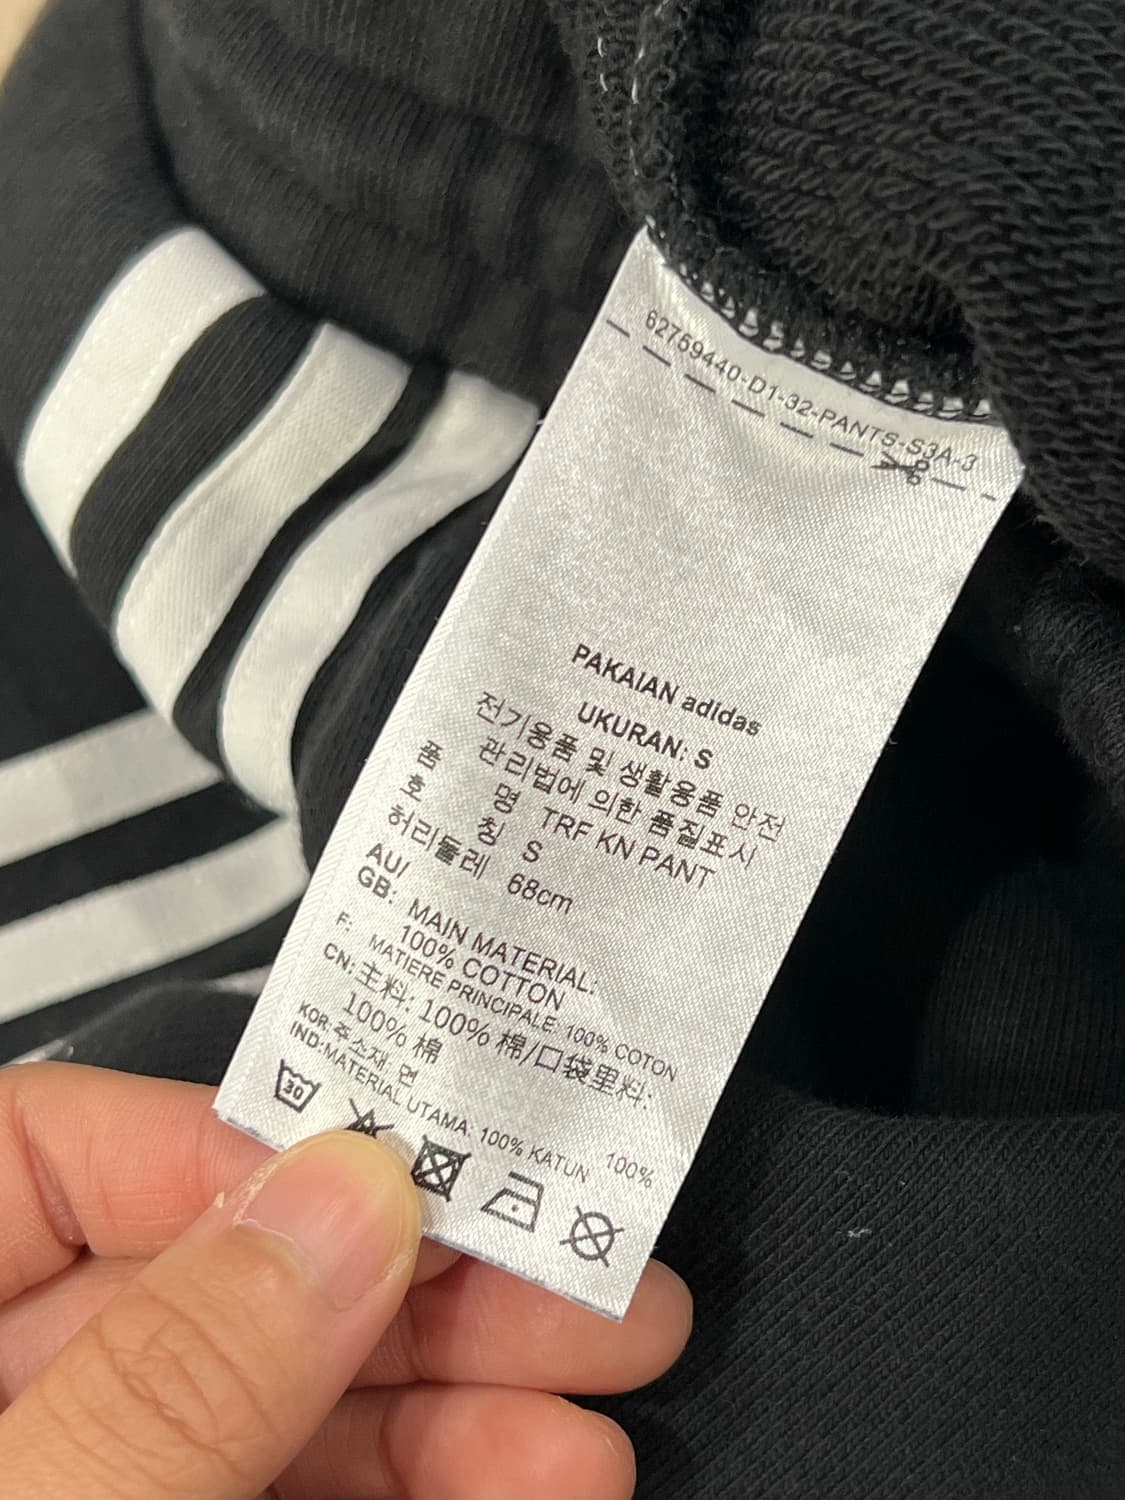 62759440-D1-32-PANTS-S3A-3
PAKAIAN adidas
UKURAN: S
전기용품 및 생활용품 안전
관리법에 의한 품질표시
품 명 TRF KN PANT
호 칭 S
허리둘레 68cm
AU/
GB: MAIN MATERIAL:
100% COTTON
F: MATIERE PRINCIPALE: 100% COTON
CN: 主料: 100% 棉/口袋里料:
100% 棉
KOR: 주소재: 면 100%
IND: MATERIAL UTAMA: 100% KATUN
30